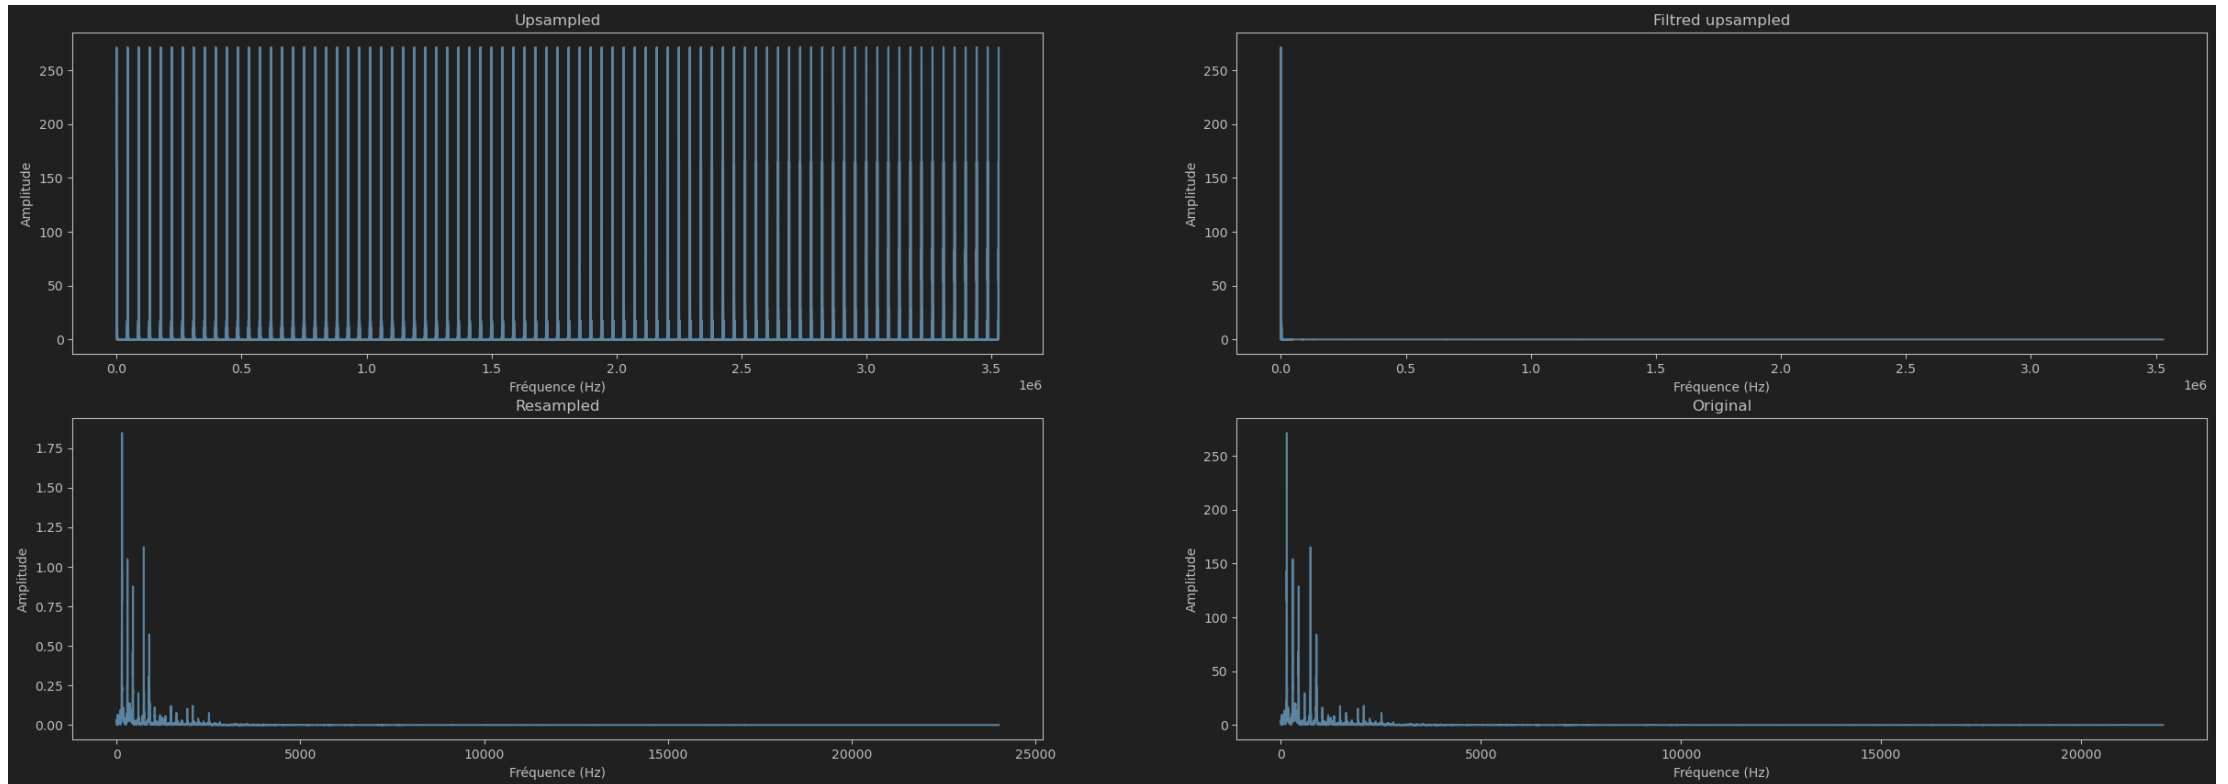 Upsampled
Amplitude
250
200
150
100
50
0
0.0 0.5 1.0 1.5 2.0 2.5 3.0 3.5
1e6
Fréquence (Hz)
Filtred upsampled
Amplitude
250
200
150
100
50
0
0.0 0.5 1.0 1.5 2.0 2.5 3.0 3.5
1e6
Fréquence (Hz)
Resampled
Amplitude
1.75
1.50
1.25
1.00
0.75
0.50
0.25
0.00
0 5000 10000 15000 20000 25000
Fréquence (Hz)
Original
Amplitude
250
200
150
100
50
0
0 5000 10000 15000 20000
Fréquence (Hz)